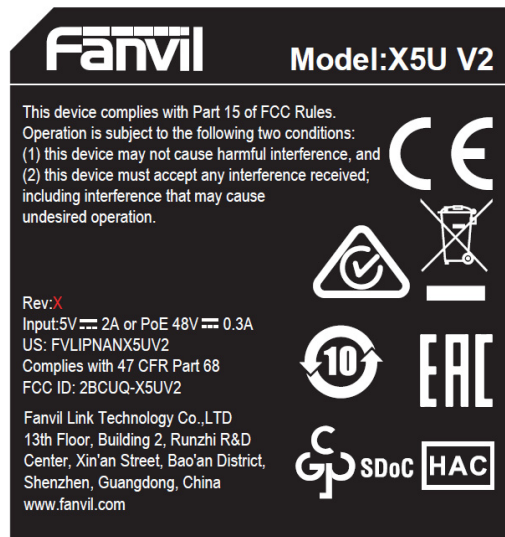 Fanvil
Model:X5U V2
This device complies with Part 15 of FCC Rules.
Operation is subject to the following two conditions:
(1) this device may not cause harmful interference, and
(2) this device must accept any interference received;
including interference that may cause
undesired operation.
CE
Rev:X
Input:5V⎓2A or PoE 48V⎓0.3A
US: FVLIPNANX5UV2
Complies with 47 CFR Part 68
FCC ID: 2BCUQ-X5UV2
10
EAC
Fanvil Link Technology Co.,LTD
13th Floor, Building 2, Runzhi R&D
Center, Xin'an Street, Bao'an District,
Shenzhen, Guangdong, China
www.fanvil.com
CGP SDoC
HAC